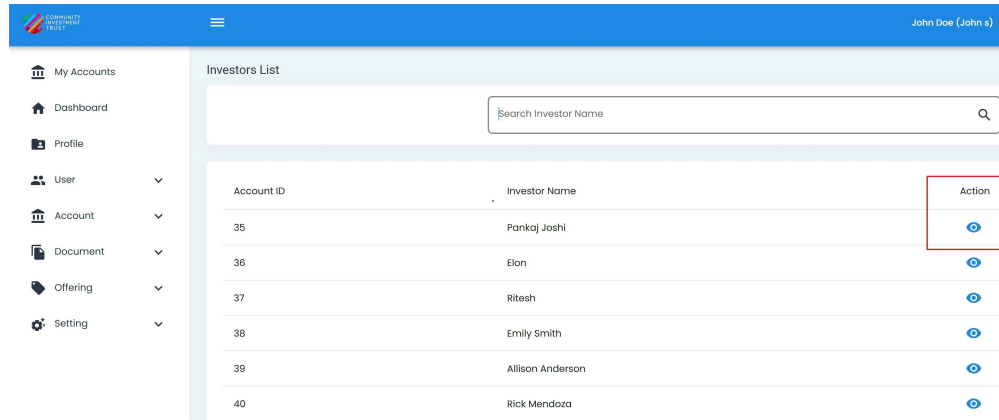 COMMUNITY
INVESTMENT
TRUST
John Doe (John s)
My Accounts
Dashboard
Profile
User
Account
Document
Offering
Setting
Investors List
Search Investor Name
Account ID Investor Name Action
35 Pankaj Joshi
36 Elon
37 Ritesh
38 Emily Smith
39 Allison Anderson
40 Rick Mendoza